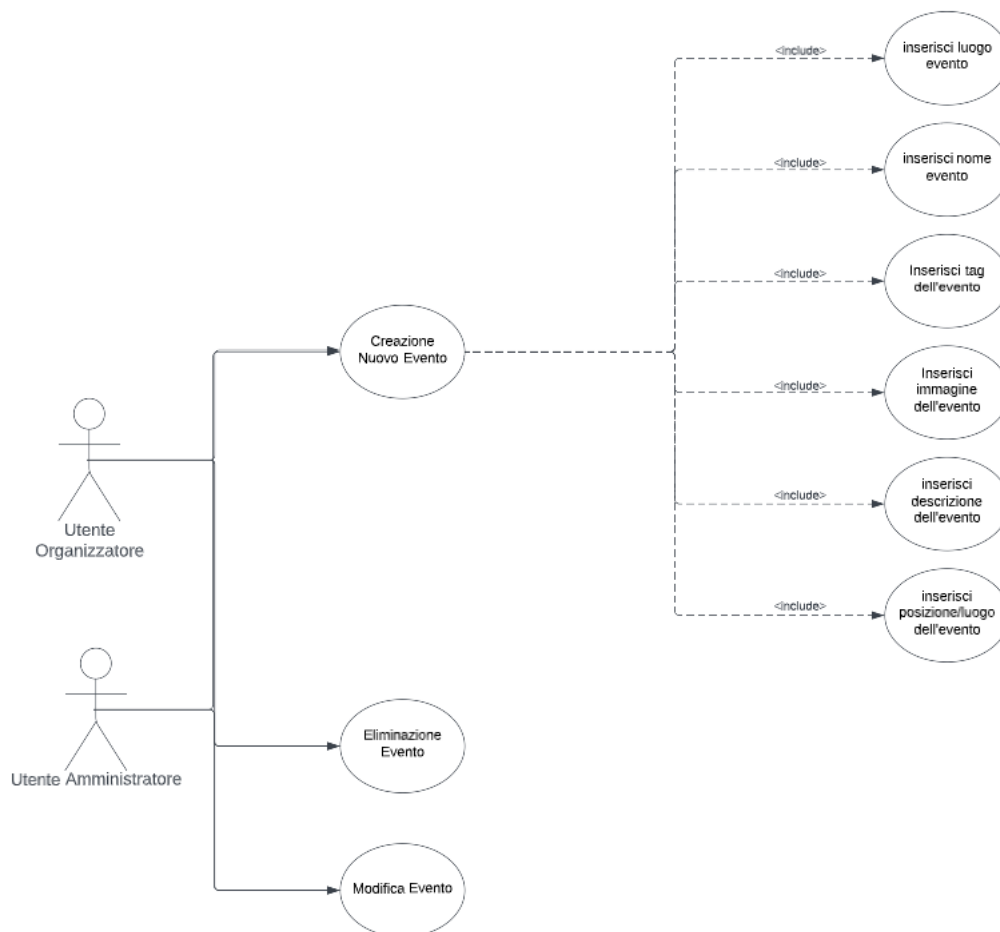 <include>
inserisci luogo
evento
<include>
inserisci nome
evento
<include>
Inserisci tag
dell'evento
Creazione
Nuovo Evento
<include>
Inserisci
immagine
dell'evento
<include>
inserisci
descrizione
dell'evento
Utente
Organizzatore
<include>
inserisci
posizione/luogo
dell'evento
Utente Amministratore
Eliminazione
Evento
Modifica Evento